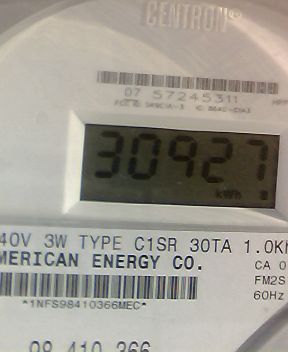 CENTRON®
07 57245311
30927
kWh
40V 3W TYPE C1SR 30TA 1.0K
MERICAN ENERGY CO.
CA 0
FM2S
60Hz
*1NFS98410366MEC*
98 410 366